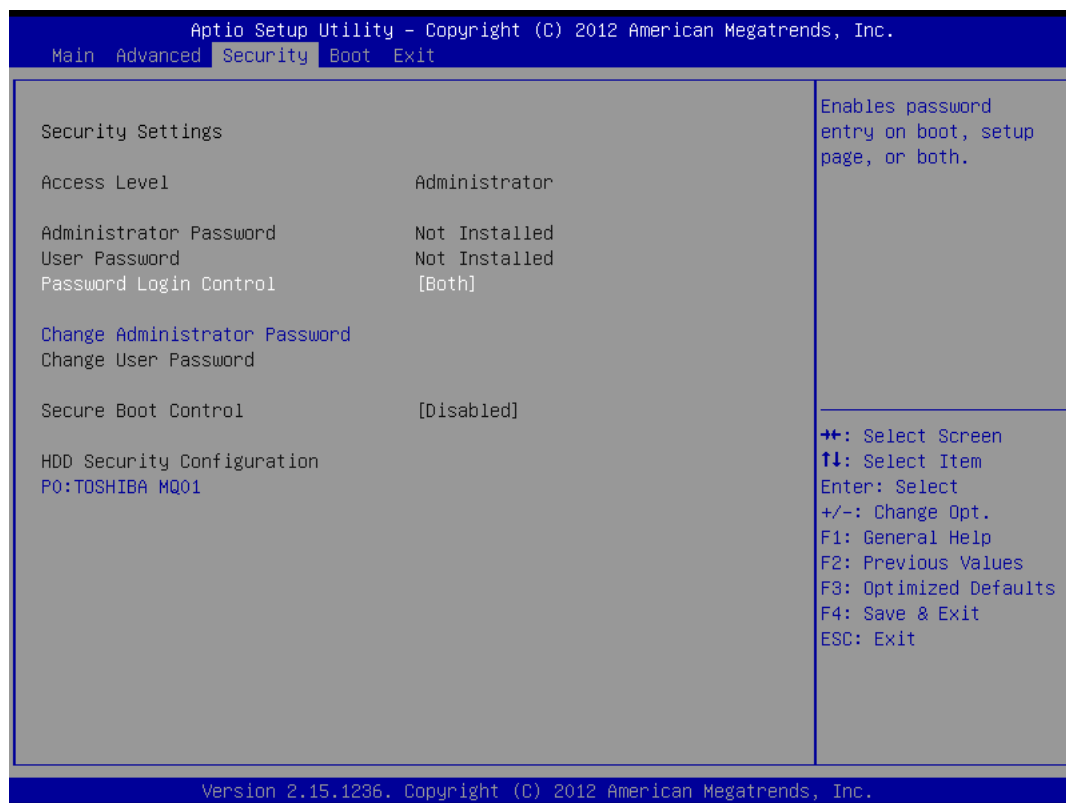 Aptio Setup Utility – Copyright (C) 2012 American Megatrends, Inc.
Main Advanced Security Boot Exit
Security Settings
Access Level Administrator
Administrator Password Not Installed
User Password Not Installed
Password Login Control [Both]
Change Administrator Password
Change User Password
Secure Boot Control [Disabled]
HDD Security Configuration
P0:TOSHIBA MQ01
Enables password
entry on boot, setup
page, or both.
→←: Select Screen
↑↓: Select Item
Enter: Select
+/-: Change Opt.
F1: General Help
F2: Previous Values
F3: Optimized Defaults
F4: Save & Exit
ESC: Exit
Version 2.15.1236. Copyright (C) 2012 American Megatrends, Inc.